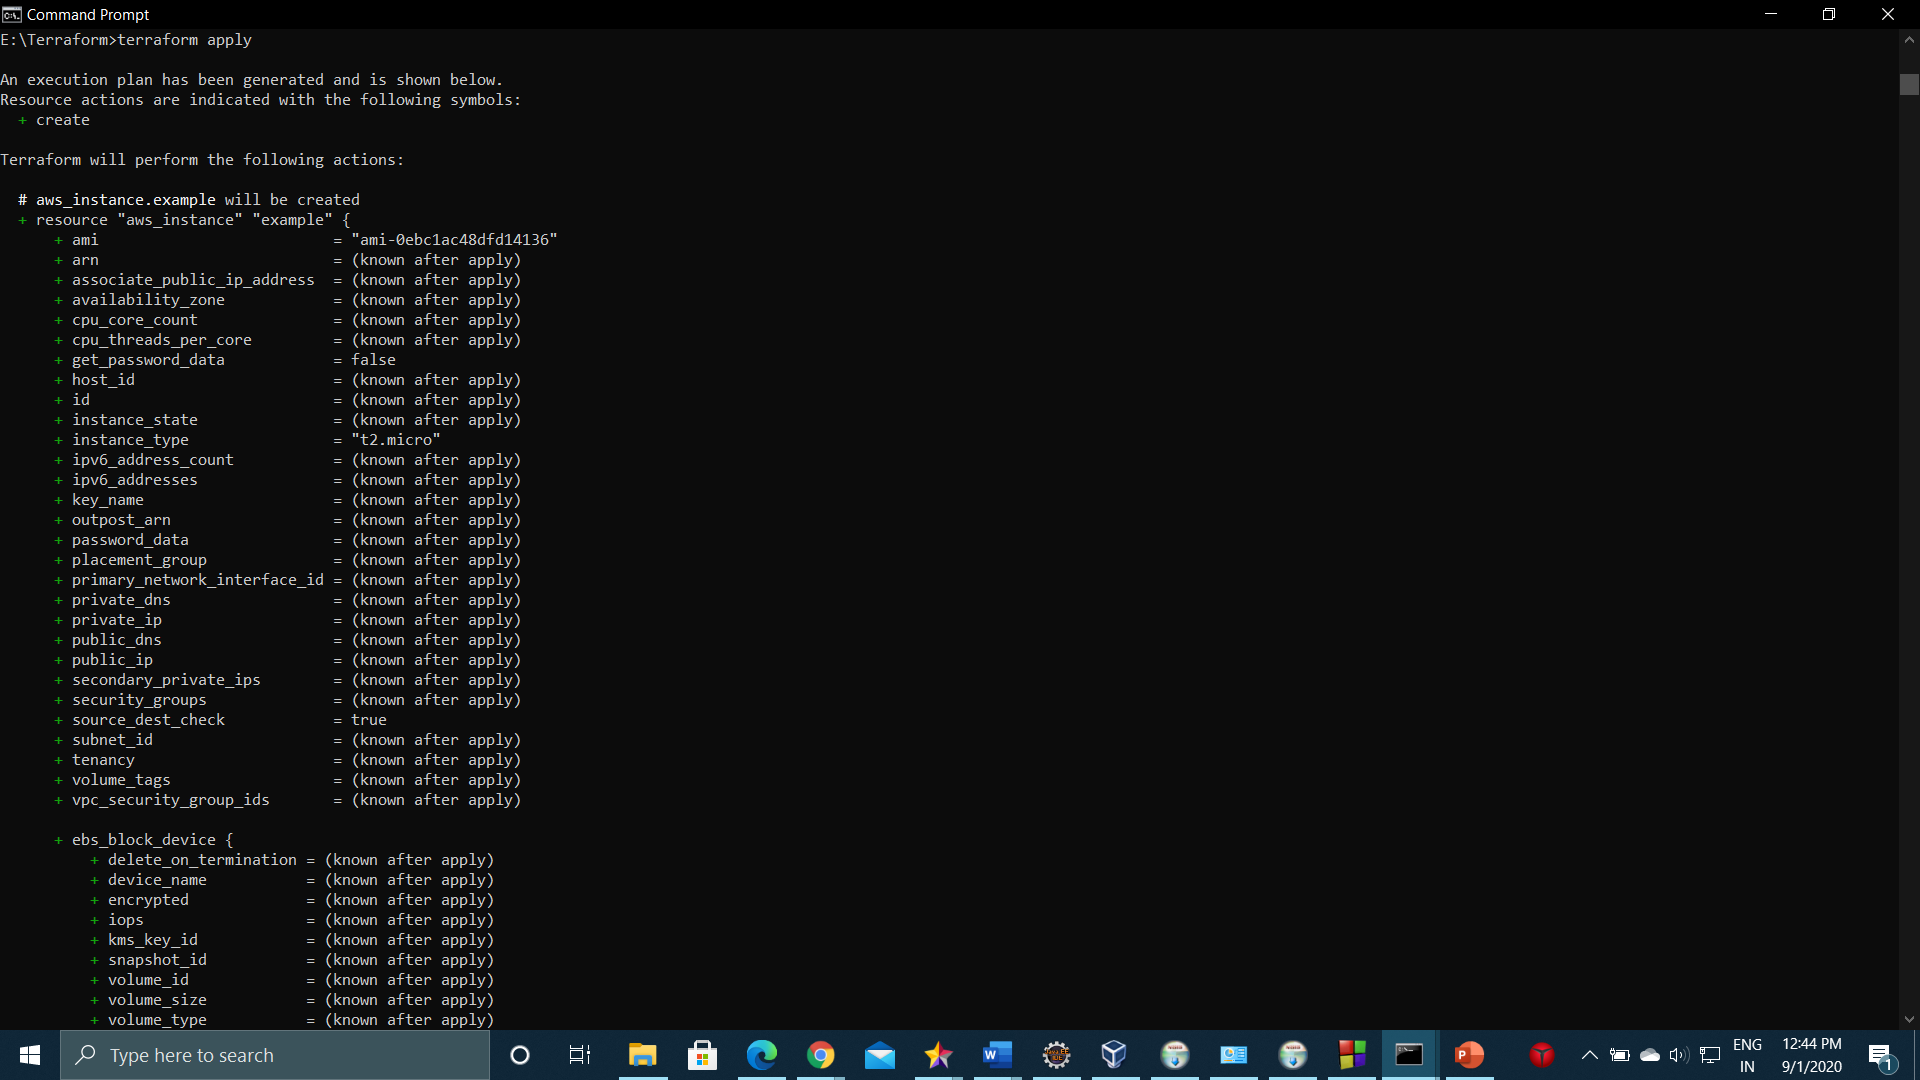 Command Prompt
E:\Terraform>terraform apply
An execution plan has been generated and is shown below.
Resource actions are indicated with the following symbols:
  + create
Terraform will perform the following actions:
  # aws_instance.example will be created
  + resource "aws_instance" "example" {
      + ami                          = "ami-0ebc1ac48dfd14136"
      + arn                          = (known after apply)
      + associate_public_ip_address  = (known after apply)
      + availability_zone            = (known after apply)
      + cpu_core_count               = (known after apply)
      + cpu_threads_per_core         = (known after apply)
      + get_password_data            = false
      + host_id                      = (known after apply)
      + id                           = (known after apply)
      + instance_state               = (known after apply)
      + instance_type                = "t2.micro"
      + ipv6_address_count           = (known after apply)
      + ipv6_addresses               = (known after apply)
      + key_name                     = (known after apply)
      + outpost_arn                  = (known after apply)
      + password_data                = (known after apply)
      + placement_group              = (known after apply)
      + primary_network_interface_id = (known after apply)
      + private_dns                  = (known after apply)
      + private_ip                   = (known after apply)
      + public_dns                   = (known after apply)
      + public_ip                    = (known after apply)
      + secondary_private_ips        = (known after apply)
      + security_groups              = (known after apply)
      + source_dest_check            = true
      + subnet_id                    = (known after apply)
      + tenancy                      = (known after apply)
      + volume_tags                  = (known after apply)
      + vpc_security_group_ids       = (known after apply)
      + ebs_block_device {
          + delete_on_termination = (known after apply)
          + device_name           = (known after apply)
          + encrypted             = (known after apply)
          + iops                  = (known after apply)
          + kms_key_id            = (known after apply)
          + snapshot_id           = (known after apply)
          + volume_id             = (known after apply)
          + volume_size           = (known after apply)
          + volume_type           = (known after apply)
Type here to search
ENG
IN
12:44 PM
9/1/2020
1